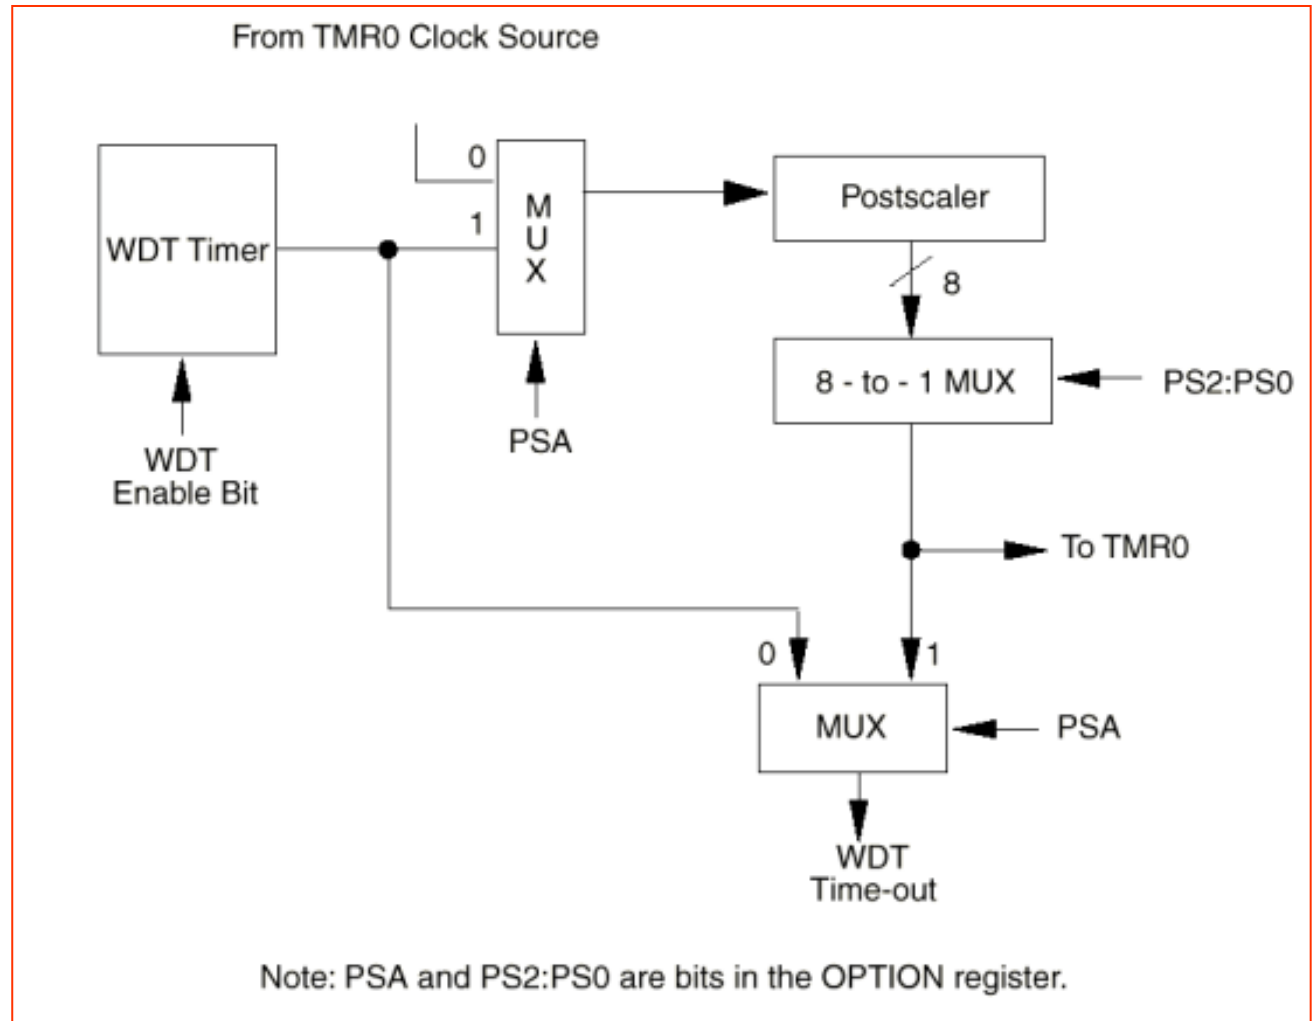 From TMR0 Clock Source
0
1
M
U
X
WDT Timer
Postscaler
8
8 - to - 1 MUX
PS2:PS0
PSA
WDT
Enable Bit
To TMR0
0
1
MUX
PSA
WDT
Time-out
Note: PSA and PS2:PS0 are bits in the OPTION register.